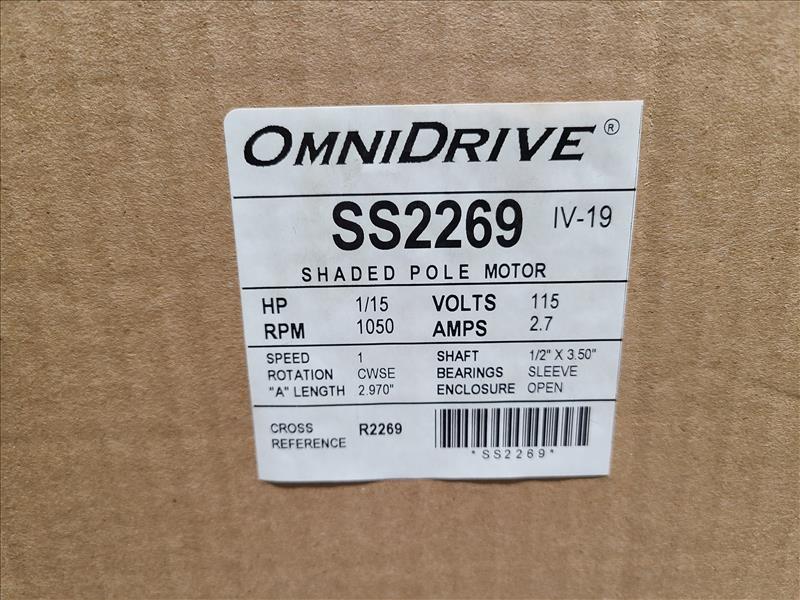 OMNIDRIVE®
SS2269 IV-19
SHADED POLE MOTOR
HP 1/15 VOLTS 115
RPM 1050 AMPS 2.7
SPEED 1 SHAFT 1/2" X 3.50"
ROTATION CWSE BEARINGS SLEEVE
"A" LENGTH 2.970" ENCLOSURE OPEN
CROSS REFERENCE R2269
*SS2269*